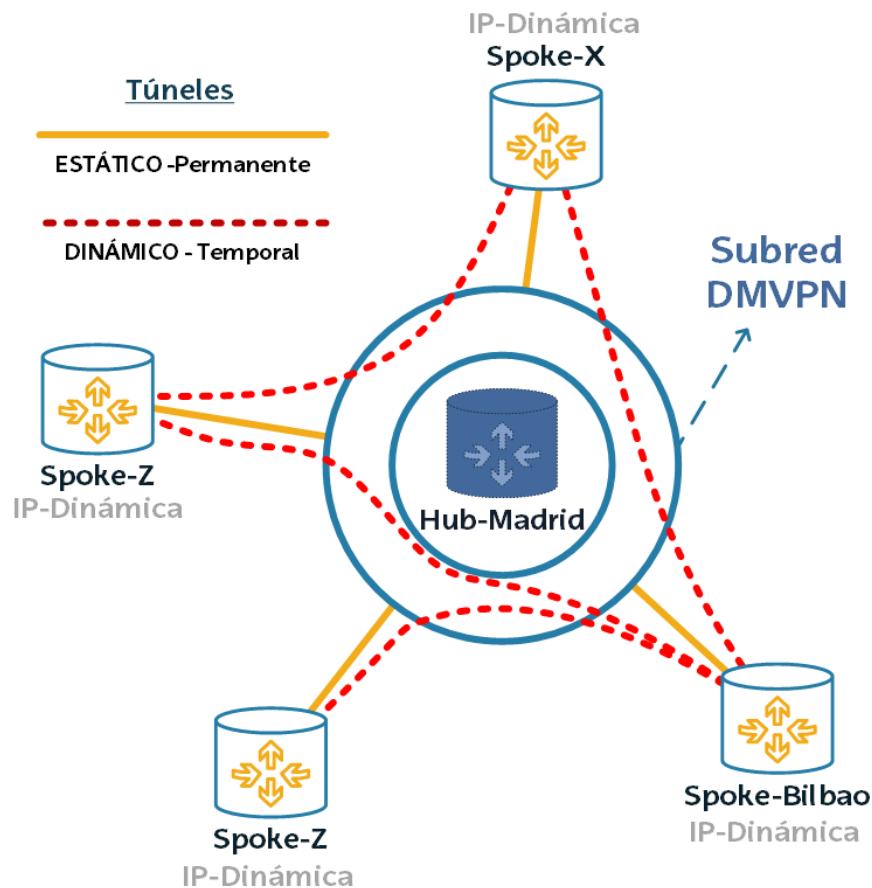 IP-Dinámica
Spoke-X
Túneles
ESTÁTICO -Permanente
DINÁMICO - Temporal
Subred
DMVPN
Spoke-Z
IP-Dinámica
Hub-Madrid
Spoke-Bilbao
IP-Dinámica
Spoke-Z
IP-Dinámica